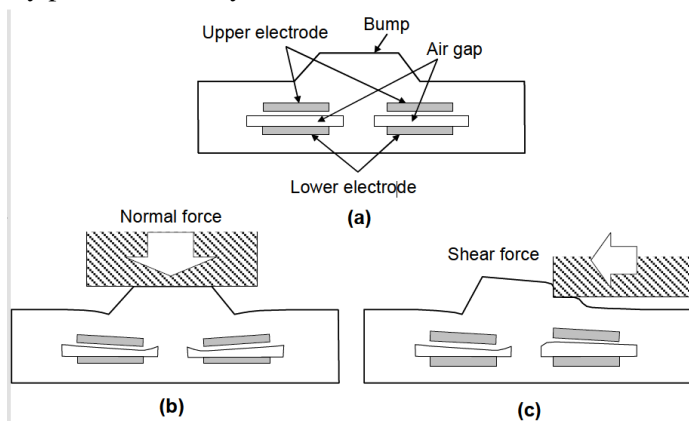 Bump
Upper electrode
Air gap
Lower electrode
(a)
Normal force
Shear force
(b)
(c)